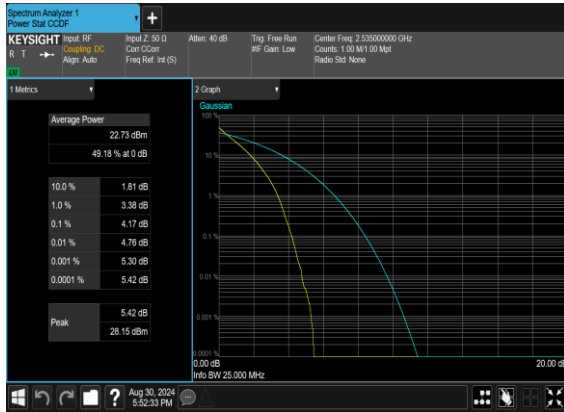 Spectrum Analyzer 1
Power Stat CCDF
KEYSIGHT
R T
LU
Input: RF
Coupling: DC
Align: Auto
Input Z: 50 Ω
Corr CCorr
Freq Ref: Int (S)
Atten: 40 dB
Trig: Free Run
#IF Gain: Low
Center Freq: 2.535000000 GHz
Counts: 1.00 M/1.00 Mpt
Radio Std: None
1 Metrics
Average Power
22.73 dBm
49.18 % at 0 dB
10.0 % 1.81 dB
1.0 % 3.38 dB
0.1 % 4.17 dB
0.01 % 4.76 dB
0.001 % 5.30 dB
0.0001 % 5.42 dB
Peak
5.42 dB
28.15 dBm
2 Graph
Gaussian
100 %
10 %
1 %
0.1 %
0.01 %
0.001 %
0.0001 %
0.00 dB
20.00 dB
Info BW 25.000 MHz
?
Aug 30, 2024
5:52:33 PM